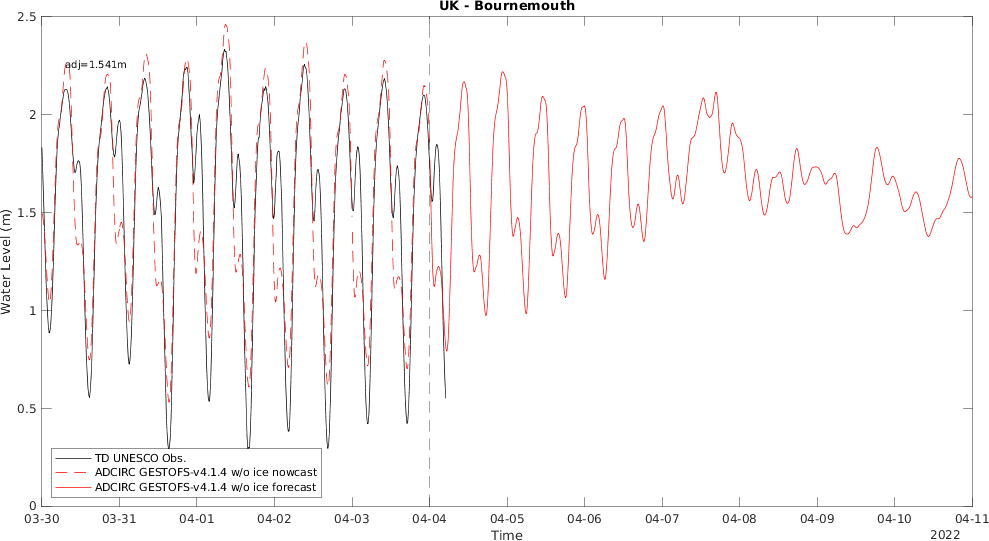 UK - Bournemouth
2.5
adj=1.541m
2
1.5
Water Level (m)
1
0.5
TD UNESCO Obs.
ADCIRC GESTOFS-v4.1.4 w/o ice nowcast
ADCIRC GESTOFS-v4.1.4 w/o ice forecast
0
03-30 03-31 04-01 04-02 04-03 04-04 04-05 04-06 04-07 04-08 04-09 04-10 04-11
Time
2022